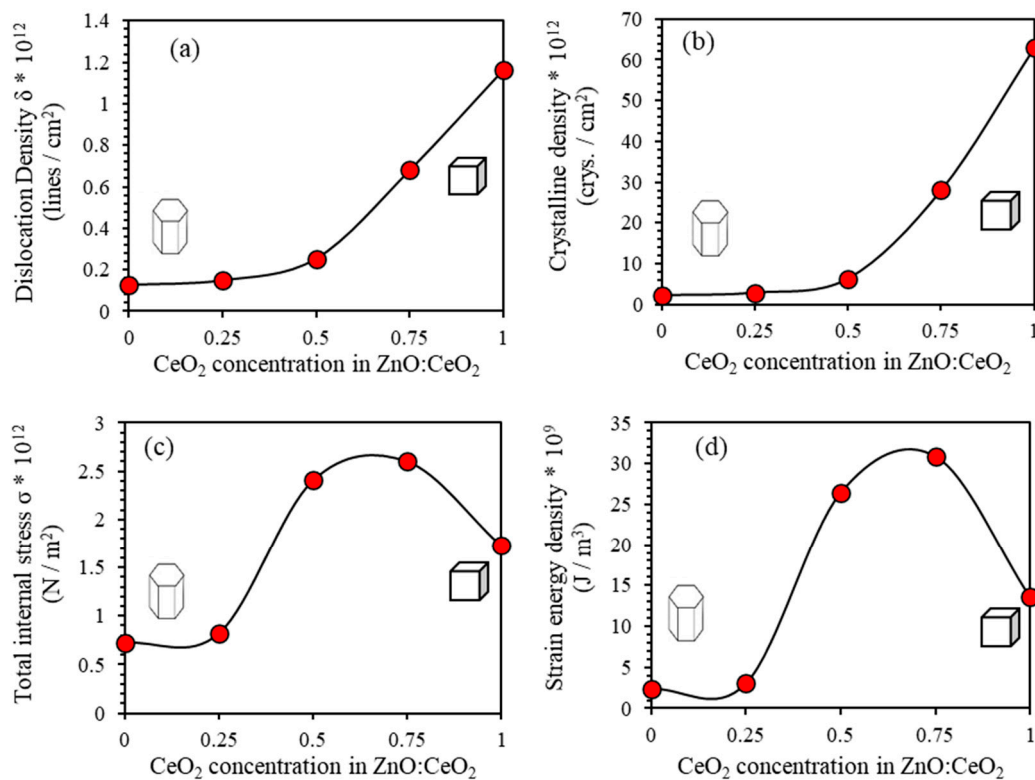 (a)
Dislocation Density δ * 10¹²
(lines / cm²)
1.4
1.2
1
0.8
0.6
0.4
0.2
0
0 0.25 0.5 0.75 1
CeO₂ concentration in ZnO:CeO₂
(b)
Crystalline density * 10¹²
(crys. / cm²)
70
60
50
40
30
20
10
0
0 0.25 0.5 0.75 1
CeO₂ concentration in ZnO:CeO₂
(c)
Total internal stress σ * 10¹²
(N / m²)
3
2.5
2
1.5
1
0.5
0
0 0.25 0.5 0.75 1
CeO₂ concentration in ZnO:CeO₂
(d)
Strain energy density * 10⁹
(J / m³)
35
30
25
20
15
10
5
0
0 0.25 0.5 0.75 1
CeO₂ concentration in ZnO:CeO₂